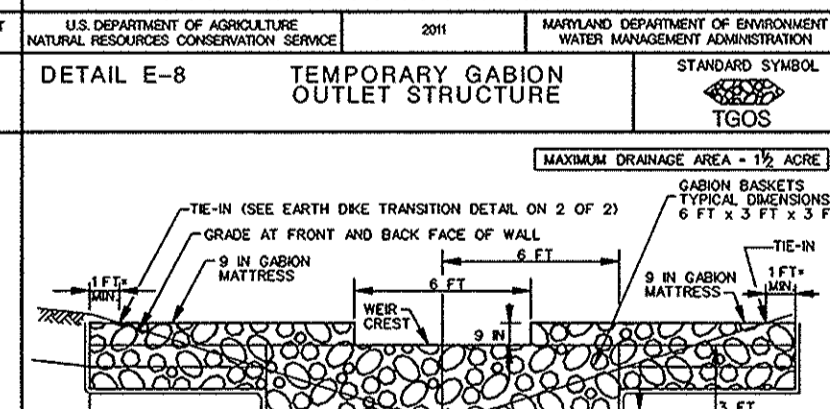 U.S. DEPARTMENT OF AGRICULTURE
NATURAL RESOURCES CONSERVATION SERVICE
2011
MARYLAND DEPARTMENT OF ENVIRONMENT
WATER MANAGEMENT ADMINISTRATION
DETAIL E-8
TEMPORARY GABION
OUTLET STRUCTURE
STANDARD SYMBOL
TGOS
MAXIMUM DRAINAGE AREA = 1½ ACRE
GABION BASKETS
TYPICAL DIMENSIONS
6 FT x 3 FT x 3 F
TIE-IN (SEE EARTH DIKE TRANSITION DETAIL ON 2 OF 2)
GRADE AT FRONT AND BACK FACE OF WALL
TIE-IN
9 IN GABION
MATTRESS
6 FT
6 FT
9 IN GABION
MATTRESS
1 FT*
MIN.
1 FT*
MIN.
WEIR
CREST
9 IN
3 FT